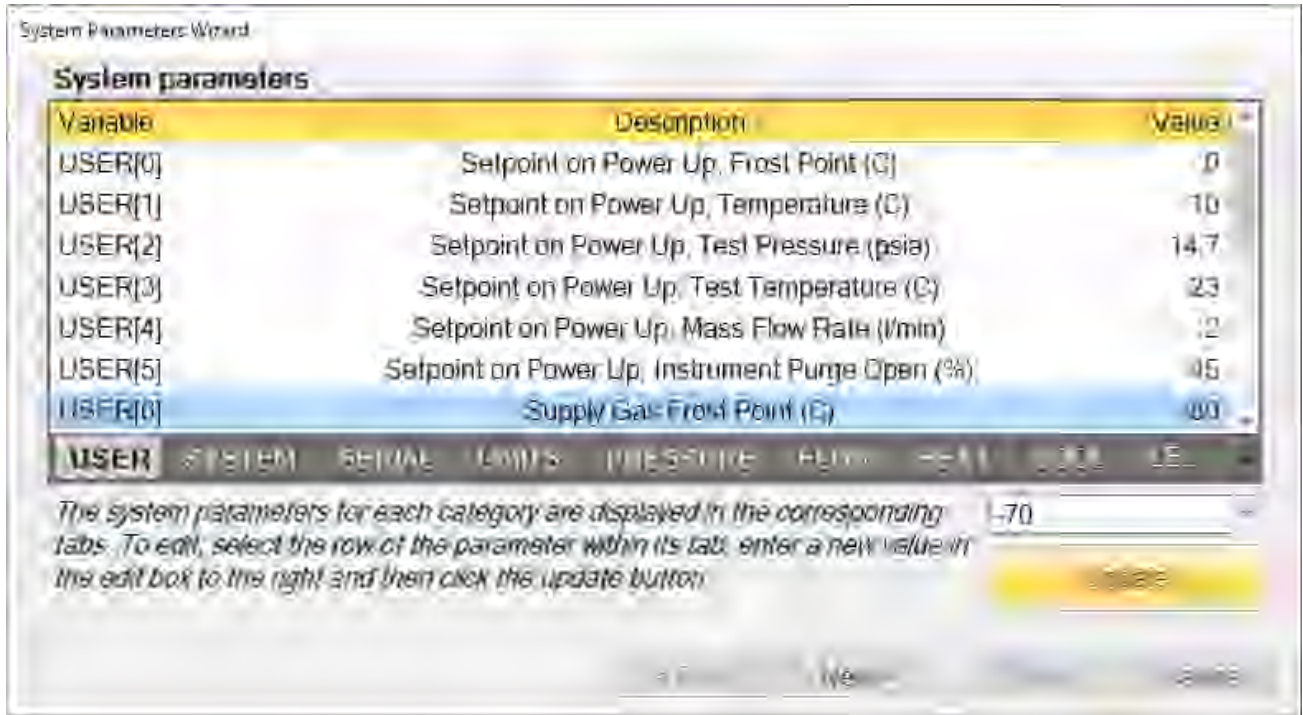 System Parameters Wizard
System parameters
Variable Description Value
USER[0] Setpoint on Power Up, Frost Point (C) 0
USER[1] Setpoint on Power Up, Temperature (C) 10
USER[2] Setpoint on Power Up, Test Pressure (psia) 14.7
USER[3] Setpoint on Power Up, Test Temperature (C) 23
USER[4] Setpoint on Power Up, Mass Flow Rate (l/min)
USER[5] Setpoint on Power Up, Instrument Purge Open (%) 45
USER[6] Supply Gas Frost Point (C)
USER SYSTEM SERIAL LIMITS PRESSURE FLOW
The system parameters for each category are displayed in the corresponding
tabs. To edit, select the row of the parameter within its tab, enter a new value in
the edit box to the right and then click the update button
-70
Update
Next